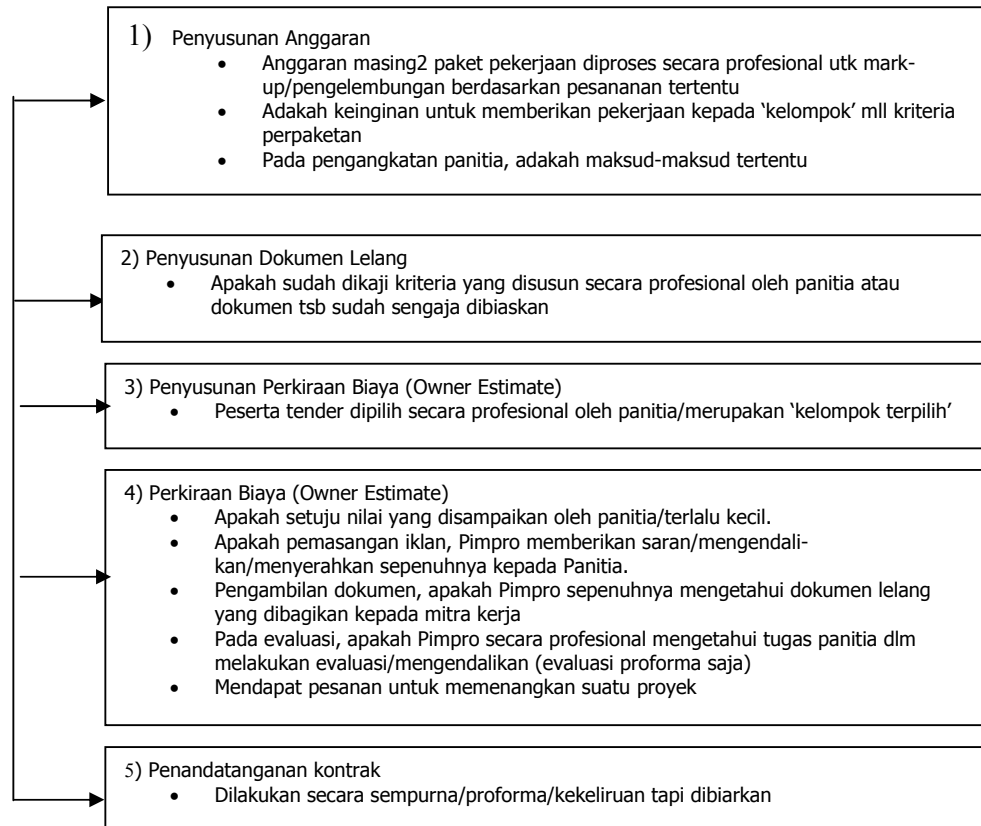 1) Penyusunan Anggaran
• Anggaran masing2 paket pekerjaan diproses secara profesional utk mark-
up/pengelembungan berdasarkan pesananan tertentu
• Adakah keinginan untuk memberikan pekerjaan kepada ‘kelompok’ mll kriteria
perpaketan
• Pada pengangkatan panitia, adakah maksud-maksud tertentu
2) Penyusunan Dokumen Lelang
• Apakah sudah dikaji kriteria yang disusun secara profesional oleh panitia atau
dokumen tsb sudah sengaja dibiaskan
3) Penyusunan Perkiraan Biaya (Owner Estimate)
• Peserta tender dipilih secara profesional oleh panitia/merupakan ‘kelompok terpilih’
4) Perkiraan Biaya (Owner Estimate)
• Apakah setuju nilai yang disampaikan oleh panitia/terlalu kecil.
• Apakah pemasangan iklan, Pimpro memberikan saran/mengendali-
kan/menyerahkan sepenuhnya kepada Panitia.
• Pengambilan dokumen, apakah Pimpro sepenuhnya mengetahui dokumen lelang
yang dibagikan kepada mitra kerja
• Pada evaluasi, apakah Pimpro secara profesional mengetahui tugas panitia dlm
melakukan evaluasi/mengendalikan (evaluasi proforma saja)
• Mendapat pesanan untuk memenangkan suatu proyek
5) Penandatanganan kontrak
• Dilakukan secara sempurna/proforma/kekeliruan tapi dibiarkan